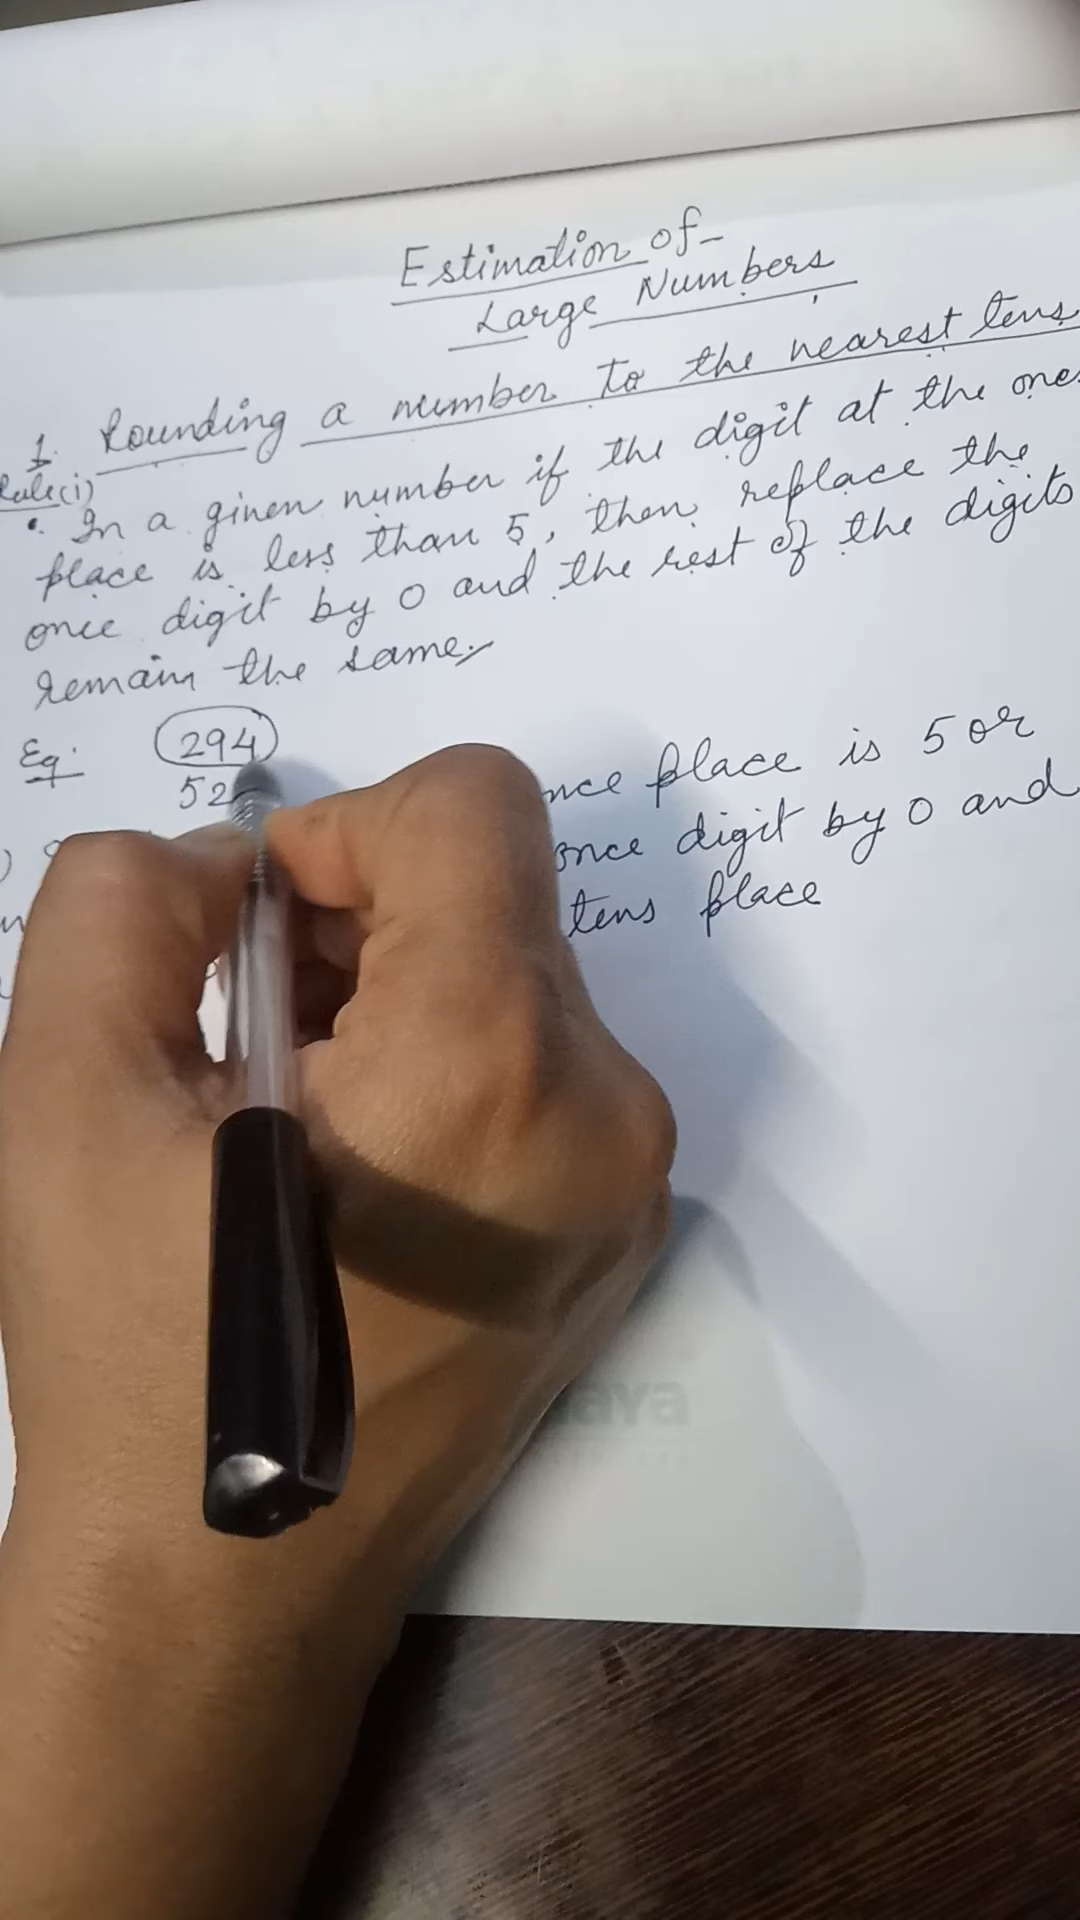 Estimation of
Large Numbers
1. Rounding a number to the nearest tens
Rule(i)
• In a given number if the digit at the ones
place is less than 5, then replace the
once digit by 0 and the rest of the digits
remain the same.
Eg. 294
52
place is 5 or
once digit by 0 and
tens place